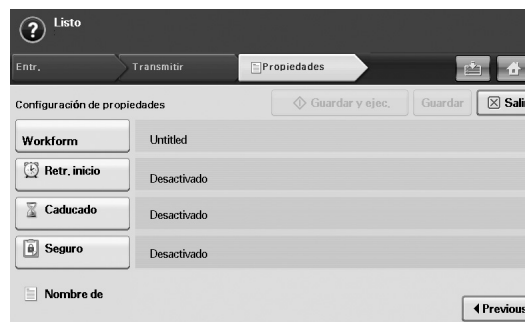 Listo
Entr. Transmitir Propiedades
Configuración de propiedades Guardar y ejec. Guardar Sali
Workform Untitled
Retr. inicio Desactivado
Caducado Desactivado
Seguro Desactivado
Nombre de
Previous